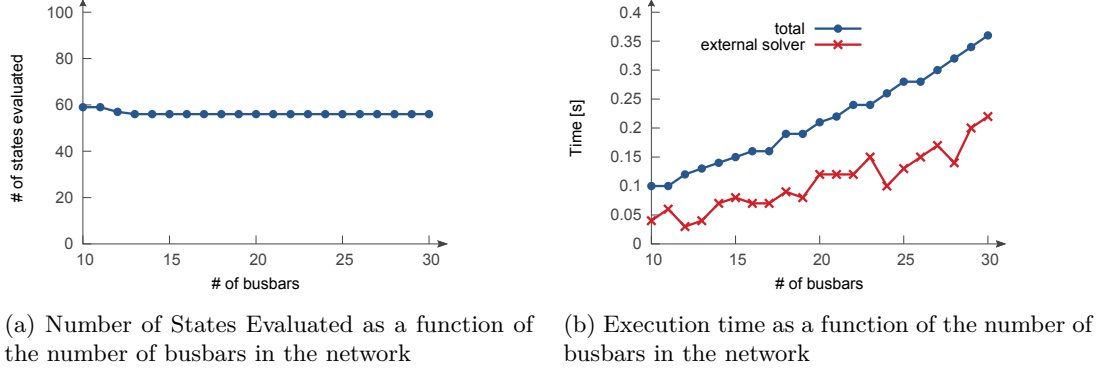 100
80
60
40
20
0
10 15 20 25 30
# of states evaluated
# of busbars
(a) Number of States Evaluated as a function of
the number of busbars in the network
0.4
0.35
0.3
0.25
0.2
0.15
0.1
0.05
0
10 15 20 25 30
Time [s]
# of busbars
total
external solver
(b) Execution time as a function of the number of
busbars in the network